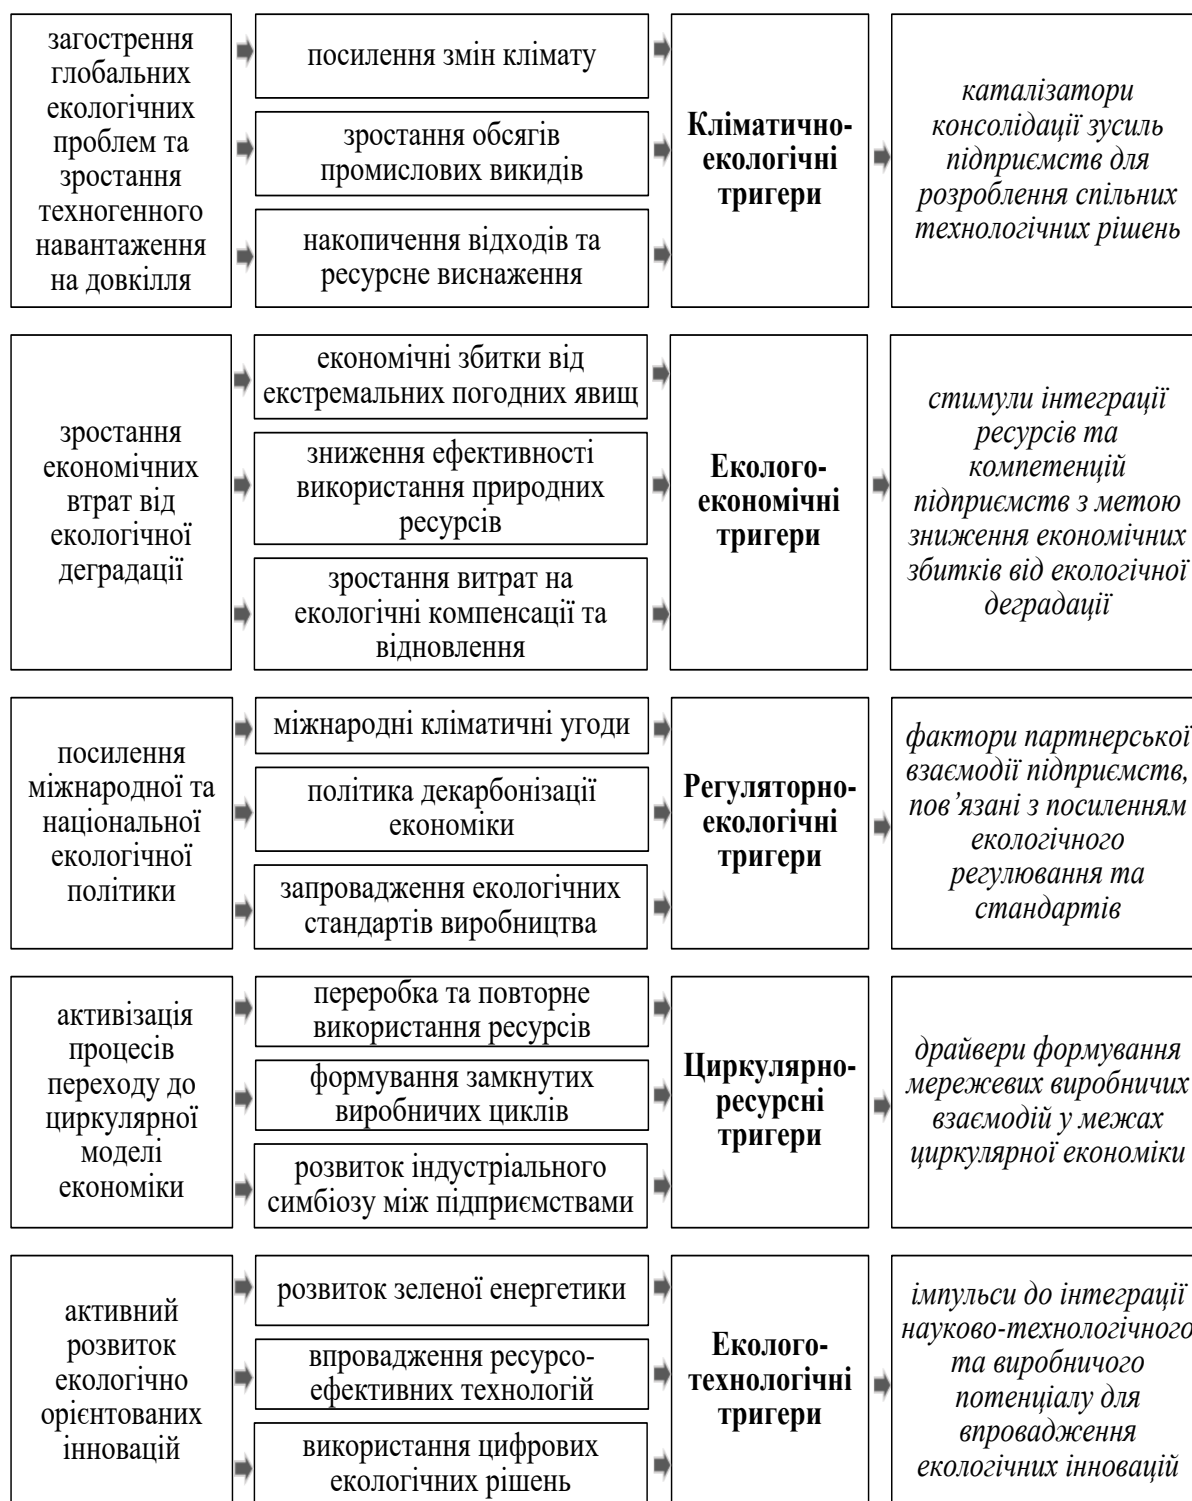 загострення
глобальних
екологічних
проблем та
зростання
техногенного
навантаження
на довкілля
посилення змін клімату
зростання обсягів
промислових викидів
накопичення відходів та
ресурсне виснаження
Кліматично-
екологічні
тригери
каталізатори
консолідації зусиль
підприємств для
розроблення спільних
технологічних рішень
зростання
економічних
втрат від
екологічної
деградації
економічні збитки від
екстремальних погодних явищ
зниження ефективності
використання природних
ресурсів
зростання витрат на
екологічні компенсації та
відновлення
Еколого-
економічні
тригери
стимули інтеграції
ресурсів та
компетенцій
підприємств з метою
зниження економічних
збитків від екологічної
деградації
посилення
міжнародної та
національної
екологічної
політики
міжнародні кліматичні угоди
політика декарбонізації
економіки
запровадження екологічних
стандартів виробництва
Регуляторно-
екологічні
тригери
фактори партнерської
взаємодії підприємств,
пов’язані з посиленням
екологічного
регулювання та
стандартів
активізація
процесів
переходу до
циркулярної
моделі
економіки
переробка та повторне
використання ресурсів
формування замкнутих
виробничих циклів
розвиток індустріального
симбіозу між підприємствами
Циркулярно-
ресурсні
тригери
драйвери формування
мережевих виробничих
взаємодій у межах
циркулярної економіки
активний
розвиток
екологічно
орієнтованих
інновацій
розвиток зеленої енергетики
впровадження ресурсо-
ефективних технологій
використання цифрових
екологічних рішень
Еколого-
технологічні
тригери
імпульси до інтеграції
науково-технологічного
та виробничого
потенціалу для
впровадження
екологічних інновацій